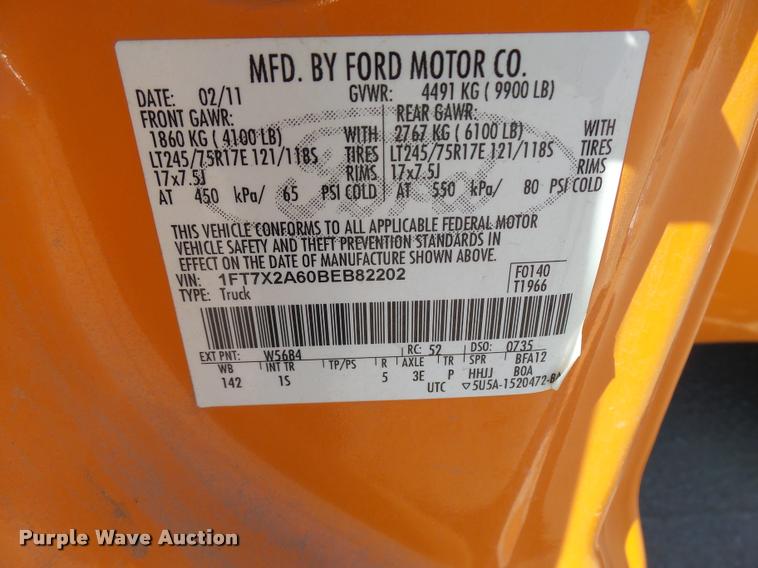 MFD. BY FORD MOTOR CO.
DATE: 02/11 GVWR: 4491 KG ( 9900 LB)
FRONT GAWR: REAR GAWR:
1860 KG ( 4100 LB) WITH 2767 KG ( 6100 LB) WITH
LT245/75R17E 121/118S TIRES LT245/75R17E 121/118S TIRES
17x7.5J RIMS 17x7.5J RIMS
AT 450 kPa/ 65 PSI COLD AT 550 kPa/ 80 PSI COLD
THIS VEHICLE CONFORMS TO ALL APPLICABLE FEDERAL MOTOR
VEHICLE SAFETY AND THEFT PREVENTION STANDARDS IN
EFFECT ON THE DATE OF MANUFACTURE SHOWN ABOVE.
VIN: 1FT7X2A60BEB82202 F0140
TYPE: Truck T1966
EXT PNT: W5684 RC: 52 DSO: 0735
WB INT TR TP/PS R AXLE TR SPR BFA12
142 1S 5 3E P HHJJ BOA
UTC ▽5U5A-1520472-BA
Ford
Purple Wave Auction